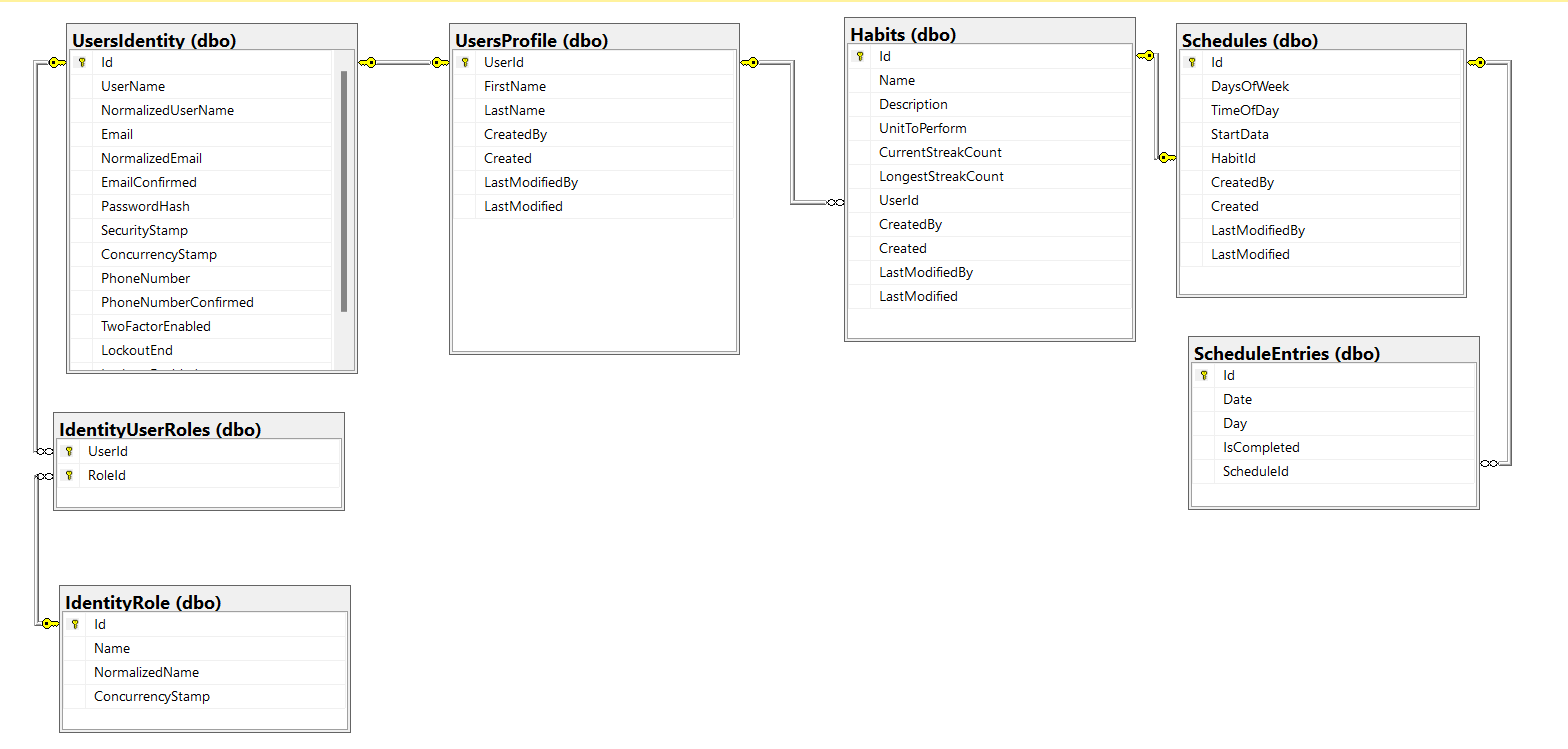 UsersIdentity (dbo)
Id
UserName
NormalizedUserName
Email
NormalizedEmail
EmailConfirmed
PasswordHash
SecurityStamp
ConcurrencyStamp
PhoneNumber
PhoneNumberConfirmed
TwoFactorEnabled
LockoutEnd
UsersProfile (dbo)
UserId
FirstName
LastName
CreatedBy
Created
LastModifiedBy
LastModified
Habits (dbo)
Id
Name
Description
UnitToPerform
CurrentStreakCount
LongestStreakCount
UserId
CreatedBy
Created
LastModifiedBy
LastModified
Schedules (dbo)
Id
DaysOfWeek
TimeOfDay
StartData
HabitId
CreatedBy
Created
LastModifiedBy
LastModified
ScheduleEntries (dbo)
Id
Date
Day
IsCompleted
ScheduleId
IdentityUserRoles (dbo)
UserId
RoleId
IdentityRole (dbo)
Id
Name
NormalizedName
ConcurrencyStamp